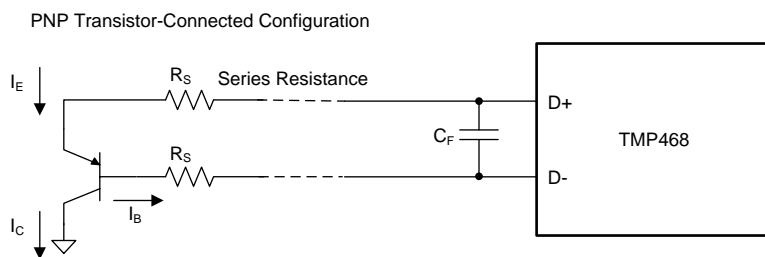 PNP Transistor-Connected Configuration
I_E
R_S
Series Resistance
D+
C_F
TMP468
R_S
D-
I_B
I_C